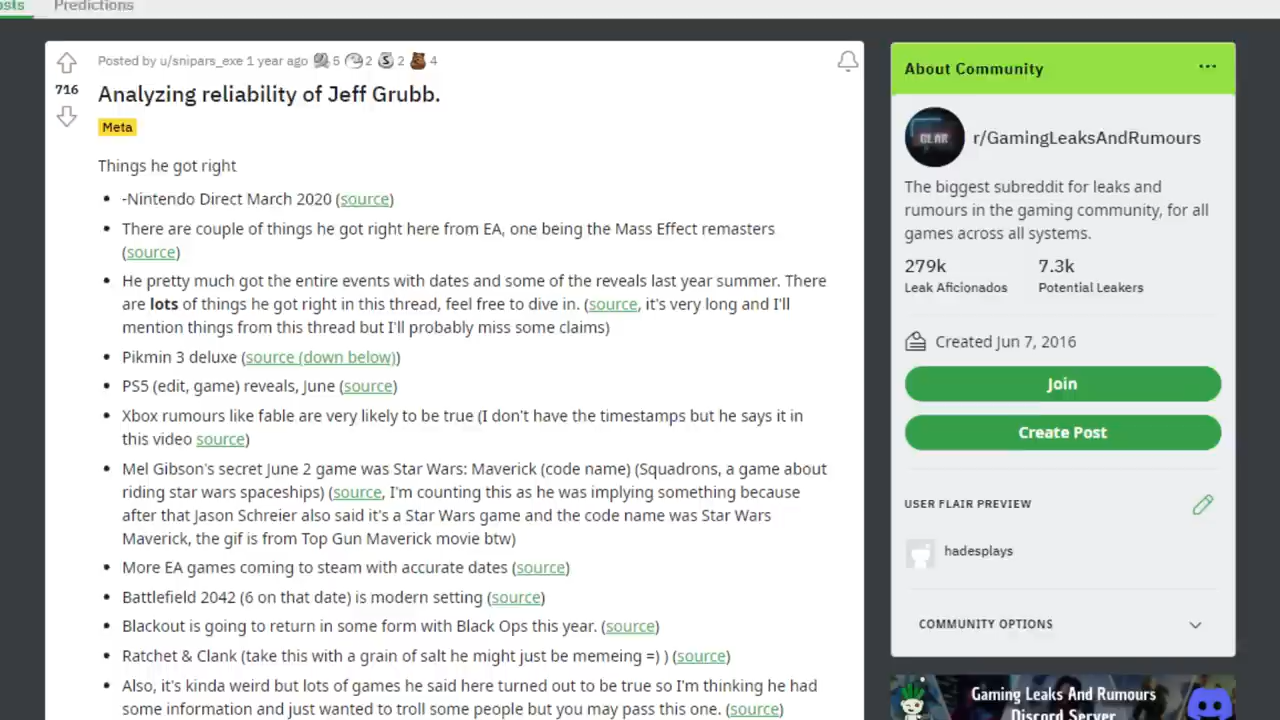 osts Predictions
Posted by u/snipars_exe 1 year ago 5 2 2 4
716
Analyzing reliability of Jeff Grubb.
Meta
Things he got right
-Nintendo Direct March 2020 (source)
There are couple of things he got right here from EA, one being the Mass Effect remasters
(source)
He pretty much got the entire events with dates and some of the reveals last year summer. There
are lots of things he got right in this thread, feel free to dive in. (source, it's very long and I'll
mention things from this thread but I'll probably miss some claims)
Pikmin 3 deluxe (source (down below))
PS5 (edit, game) reveals, June (source)
Xbox rumours like fable are very likely to be true (I don't have the timestamps but he says it in
this video source)
Mel Gibson's secret June 2 game was Star Wars: Maverick (code name) (Squadrons, a game about
riding star wars spaceships) (source, I'm counting this as he was implying something because
after that Jason Schreier also said it's a Star Wars game and the code name was Star Wars
Maverick, the gif is from Top Gun Maverick movie btw)
More EA games coming to steam with accurate dates (source)
Battlefield 2042 (6 on that date) is modern setting (source)
Blackout is going to return in some form with Black Ops this year. (source)
Ratchet & Clank (take this with a grain of salt he might just be memeing =) ) (source)
Also, it's kinda weird but lots of games he said here turned out to be true so I'm thinking he had
some information and just wanted to troll some people but you may pass this one. (source)
About Community
GLAR
r/GamingLeaksAndRumours
The biggest subreddit for leaks and
rumours in the gaming community, for all
games across all systems.
279k 7.3k
Leak Aficionados Potential Leakers
Created Jun 7, 2016
Join
Create Post
USER FLAIR PREVIEW
hadesplays
COMMUNITY OPTIONS
Gaming Leaks And Rumours
Discord Server